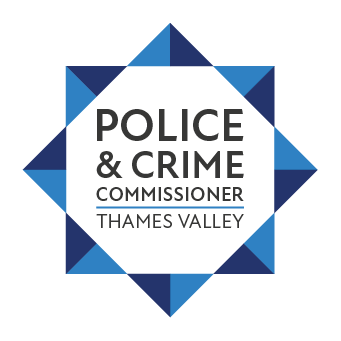 POLICE
& CRIME
COMMISSIONER
THAMES VALLEY